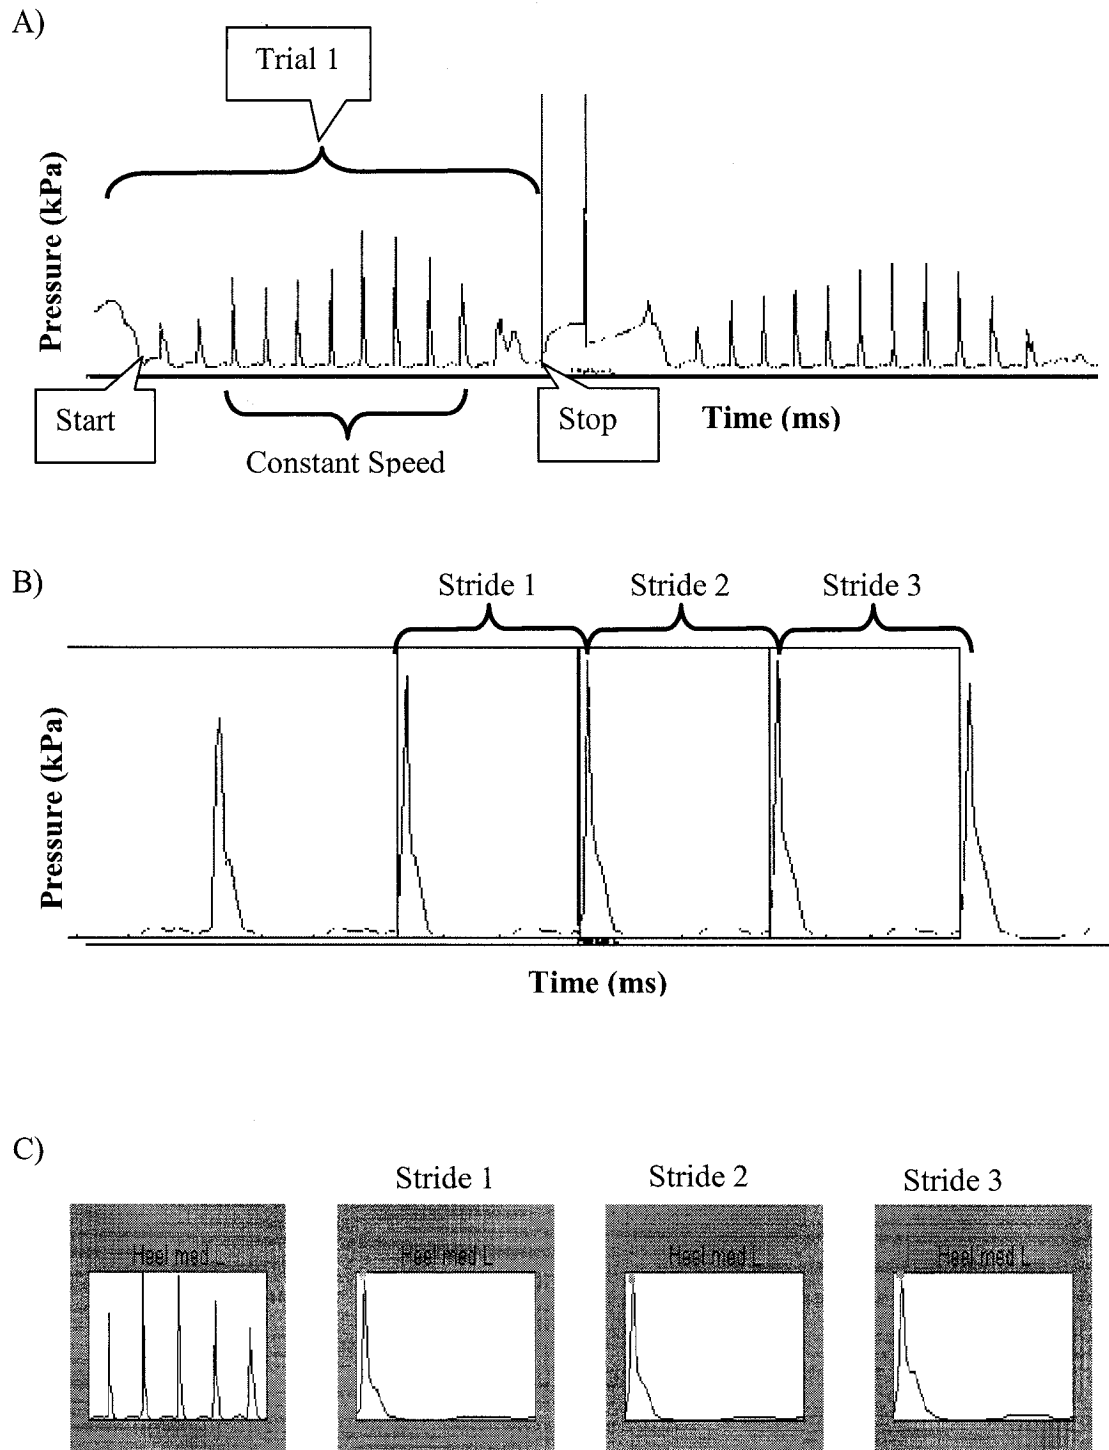 A)
Trial 1
Pressure (kPa)
Start
Stop
Time (ms)
Constant Speed
B)
Stride 1
Stride 2
Stride 3
Pressure (kPa)
Time (ms)
C)
Stride 1
Stride 2
Stride 3
Heel med L
Heel med L
Heel med L
Heel med L